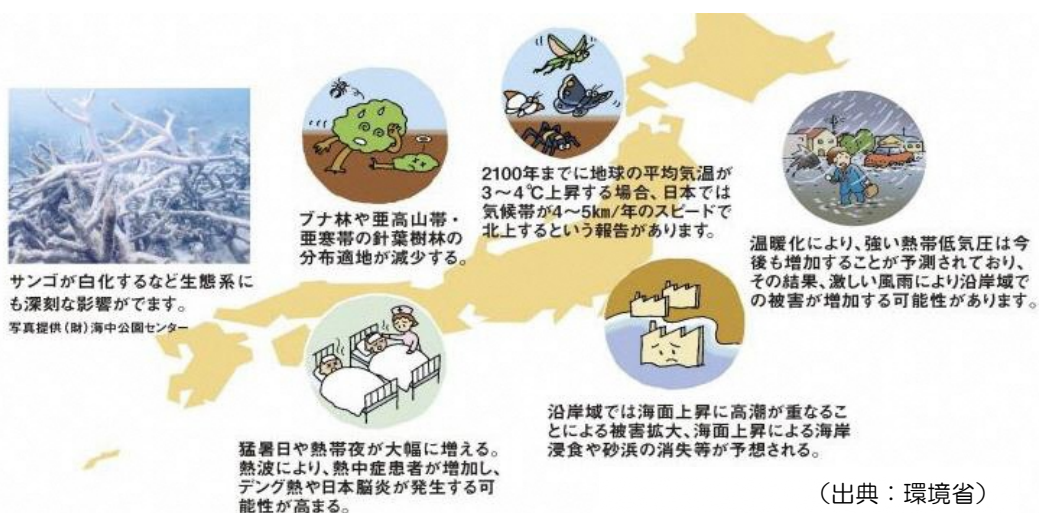 サンゴが白化するなど生態系に
も深刻な影響がでます。
写真提供(財)海中公園センター
ブナ林や亜高山帯・
亜寒帯の針葉樹林の
分布適地が減少する。
2100年までに地球の平均気温が
3～4℃上昇する場合、日本では
気候帯が4～5km/年のスピードで
北上するという報告があります。
温暖化により、強い熱帯低気圧は今
後も増加することが予測されており、
その結果、激しい風雨により沿岸域で
の被害が増加する可能性があります。
猛暑日や熱帯夜が大幅に増える。
熱波により、熱中症患者が増加し、
デング熱や日本脳炎が発生する可
能性が高まる。
沿岸域では海面上昇に高潮が重なるこ
とによる被害拡大、海面上昇による海岸
浸食や砂浜の消失等が予想される。
（出典：環境省）